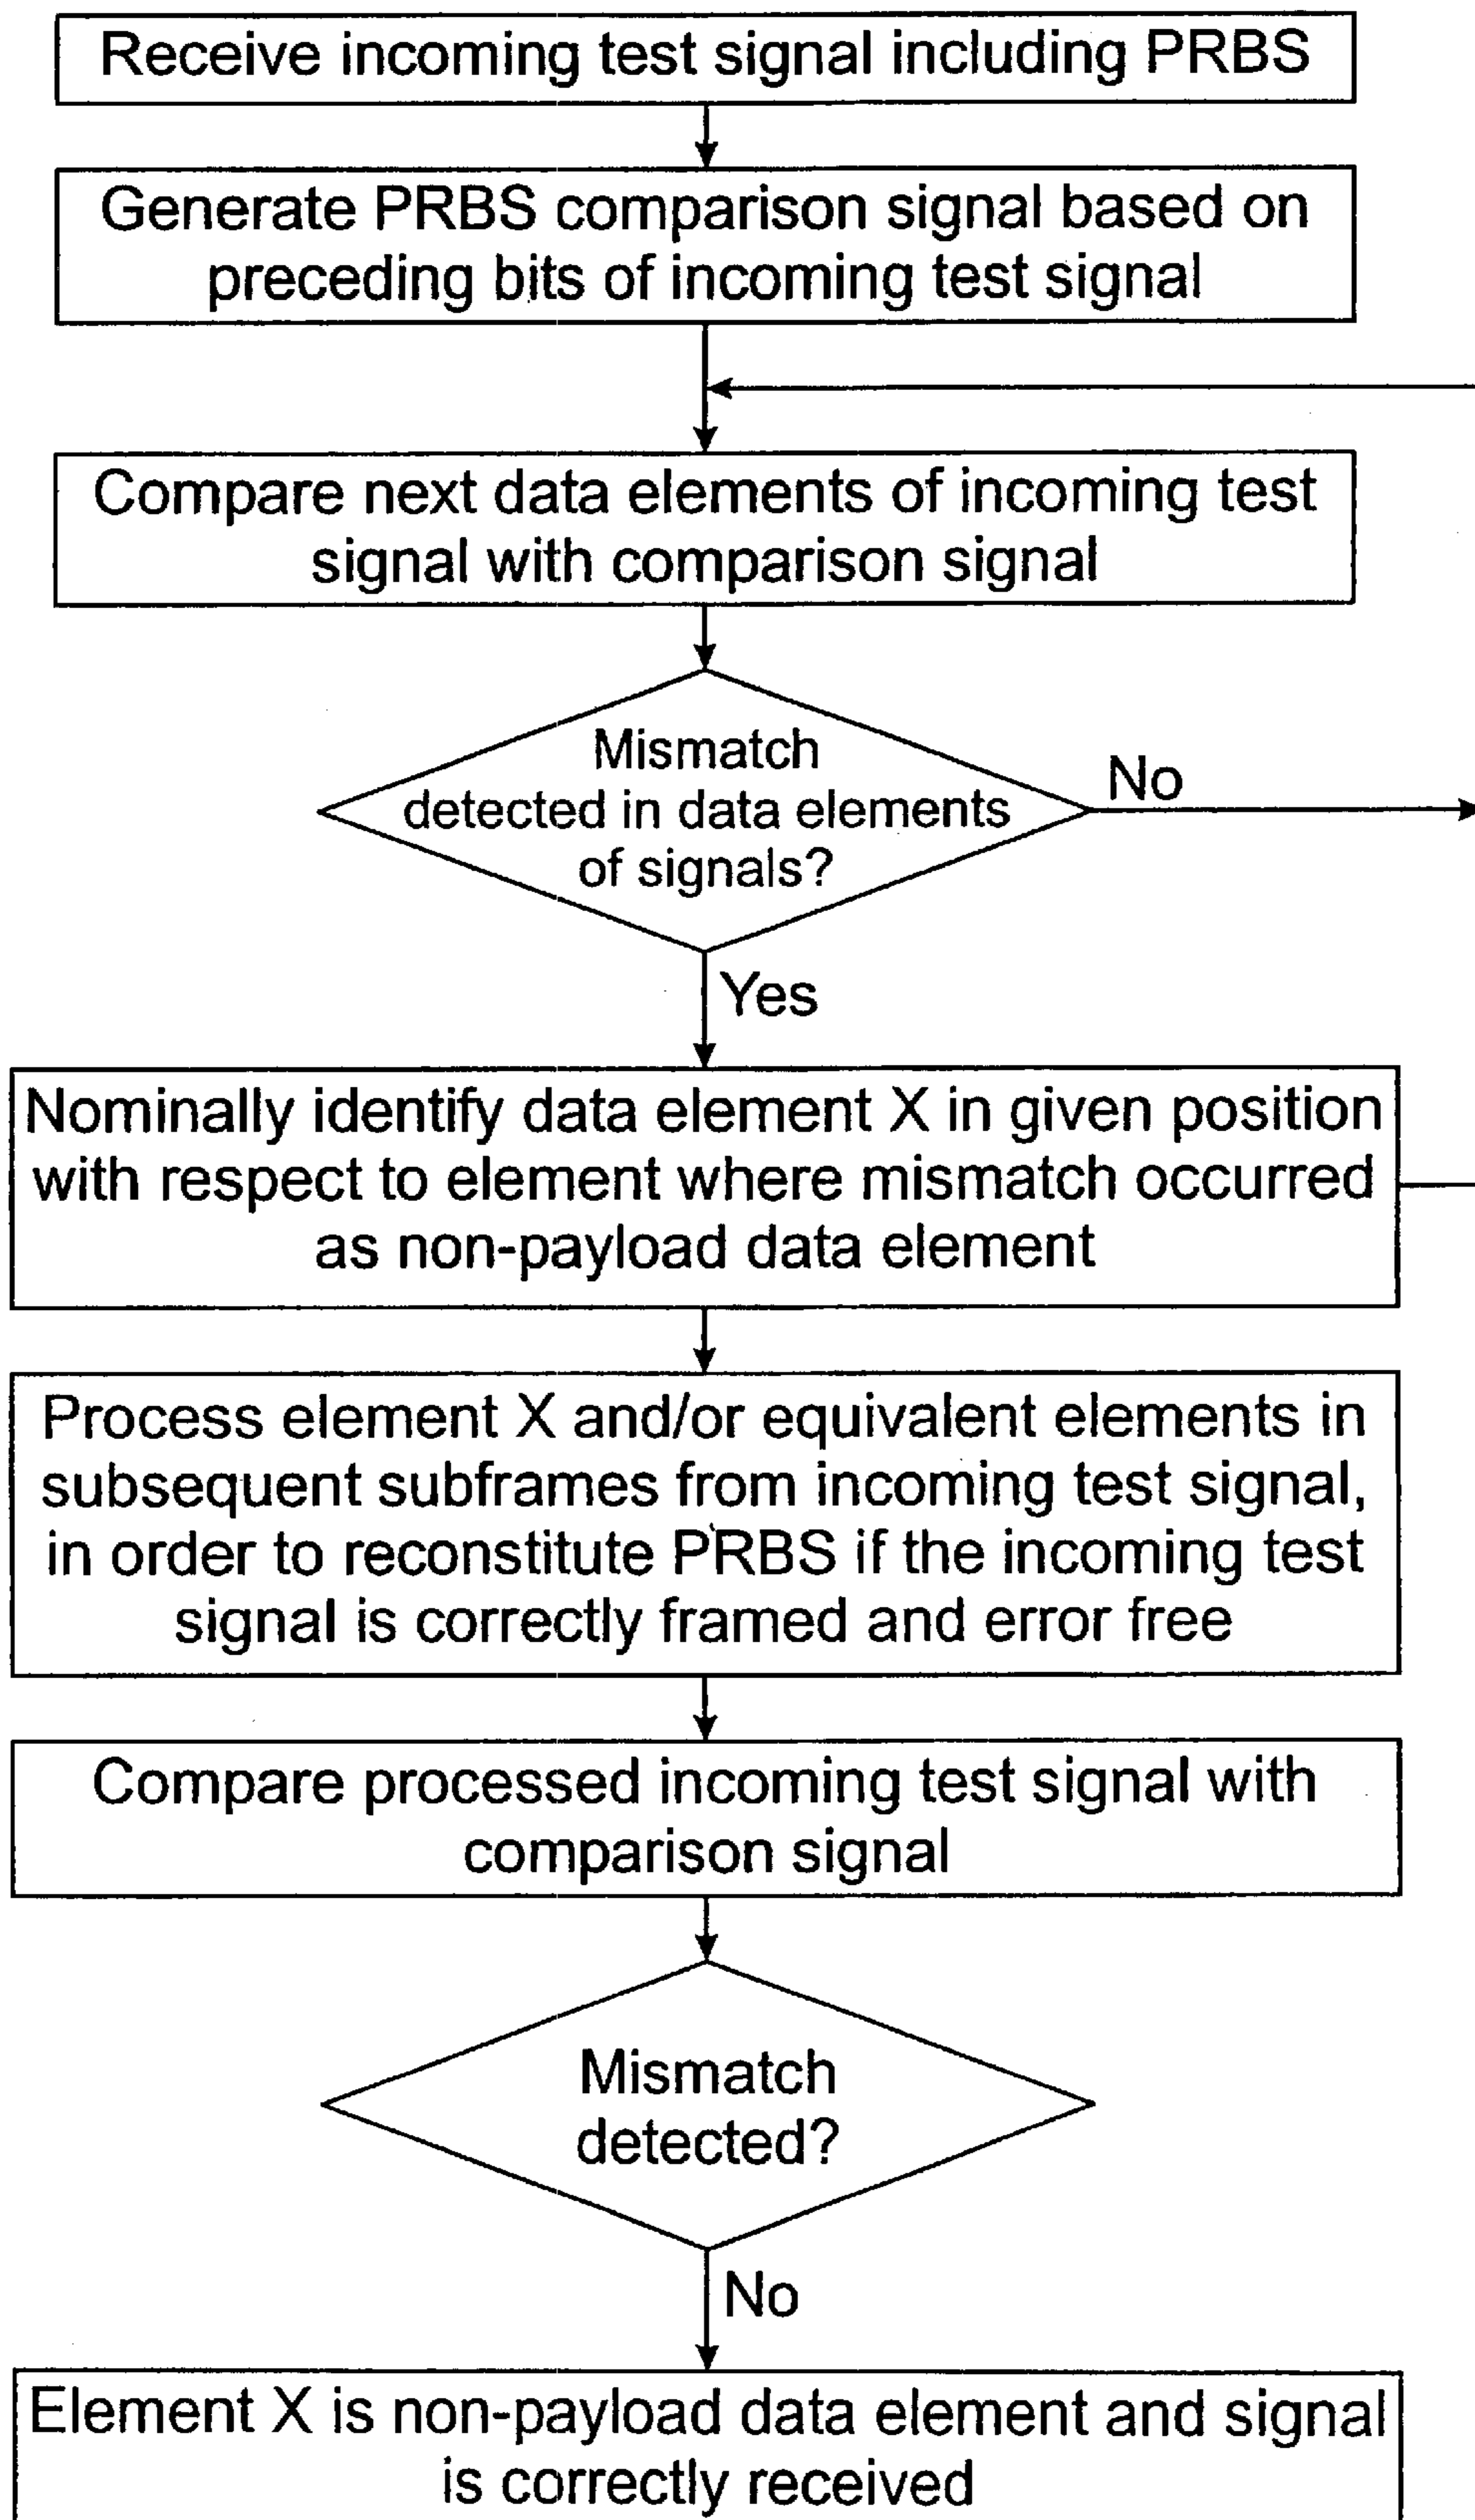 Receive incoming test signal including PRBS
Generate PRBS comparison signal based on
preceding bits of incoming test signal
Compare next data elements of incoming test
signal with comparison signal
Mismatch
detected in data elements
of signals?
No
Yes
Nominally identify data element X in given position
with respect to element where mismatch occurred
as non-payload data element
Process element X and/or equivalent elements in
subsequent subframes from incoming test signal,
in order to reconstitute PRBS if the incoming test
signal is correctly framed and error free
Compare processed incoming test signal with
comparison signal
Mismatch
detected?
No
Element X is non-payload data element and signal
is correctly received